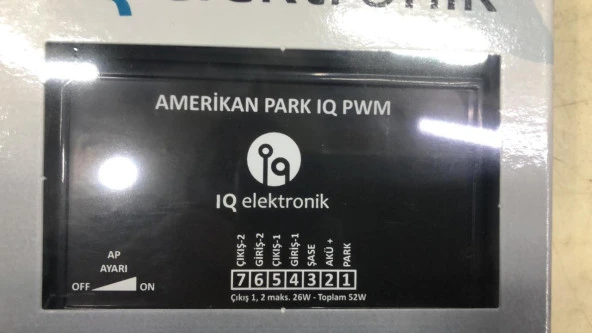 elektronik
AMERİKAN PARK IQ PWM
iq
IQ elektronik
AP
AYARI
OFF ON
ÇIKIŞ-2 GİRİŞ-2 ÇIKIŞ-1 GİRİŞ-1 ŞASE AKÜ + PARK
7 6 5 4 3 2 1
Çıkış 1, 2 maks. 26W - Toplam 52W